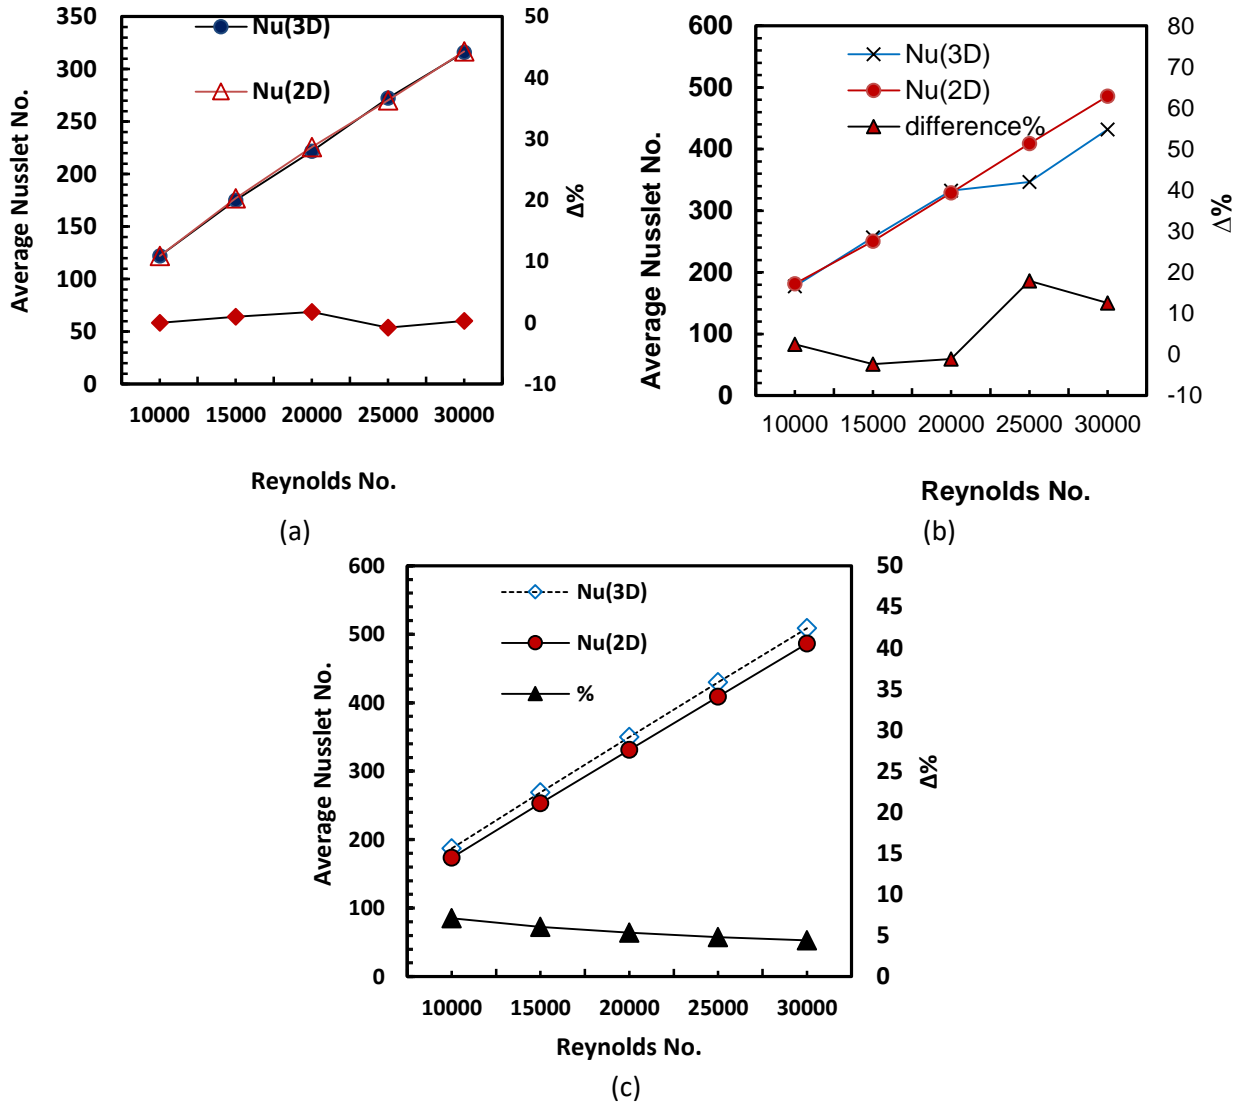 350
300
250
200
150
100
50
0
Average Nusslet No.
Nu(3D)
Nu(2D)
50
40
30
20
10
0
-10
Δ%
10000 15000 20000 25000 30000
Reynolds No.
(a)
600
500
400
300
200
100
0
Average Nusslet No.
Nu(3D)
Nu(2D)
difference%
80
70
60
50
40
30
20
10
0
-10
Δ%
10000 15000 20000 25000 30000
Reynolds No.
(b)
600
500
400
300
200
100
0
Average Nusslet No.
Nu(3D)
Nu(2D)
%
50
45
40
35
30
25
20
15
10
5
0
Δ%
10000 15000 20000 25000 30000
Reynolds No.
(c)